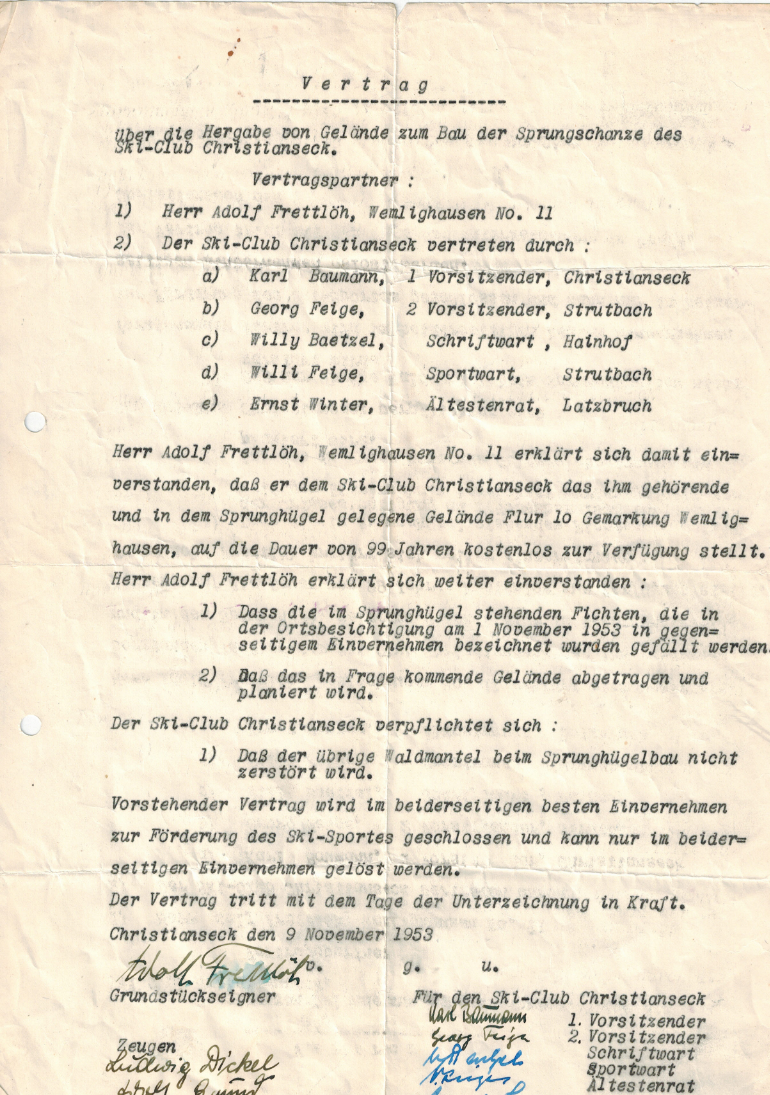 Vertrag
über die Hergabe von Gelände zum Bau der Sprungschanze des
Ski-Club Christianseck.
Vertragspartner :
1) Herr Adolf Frettlöh, Wemlighausen No. 11
2) Der Ski-Club Christianseck vertreten durch :
a) Karl Baumann, 1 Vorsitzender, Christianseck
b) Georg Feige, 2 Vorsitzender, Strutbach
c) Willy Baetzel, Schriftwart , Hainhof
d) Willi Feige, Sportwart, Strutbach
e) Ernst Winter, Ältestenrat, Latzbruch
Herr Adolf Frettlöh, Wemlighausen No. 11 erklärt sich damit ein=
verstanden, daß er dem Ski-Club Christianseck das ihm gehörende
und in dem Sprunghügel gelegene Gelände Flur lo Gemarkung Wemlig=
hausen, auf die Dauer von 99 Jahren kostenlos zur Verfügung stellt.
Herr Adolf Frettlöh erklärt sich weiter einverstanden :
1) Dass die im Sprunghügel stehenden Fichten, die in
der Ortsbesichtigung am 1 November 1953 in gegen=
seitigem Einvernehmen bezeichnet wurden gefällt werden.
2) Daß das in Frage kommende Gelände abgetragen und
planiert wird.
Der Ski-Club Christianseck verpflichtet sich :
1) Daß der übrige Waldmantel beim Sprunghügelbau nicht
zerstört wird.
Vorstehender Vertrag wird im beiderseitigen besten Einvernehmen
zur Förderung des Ski-Sportes geschlossen und kann nur im beider=
seitigen Einvernehmen gelöst werden.
Der Vertrag tritt mit dem Tage der Unterzeichnung in Kraft.
Christianseck den 9 November 1953
Adolf Frettlöh v. g. u.
Grundstückseigner Für den Ski-Club Christianseck
Karl Baumann 1. Vorsitzender
Georg Feige 2. Vorsitzender
Zeugen Schriftwart
Ludwig Dickel Sportwart
Adolf Ältestenrat